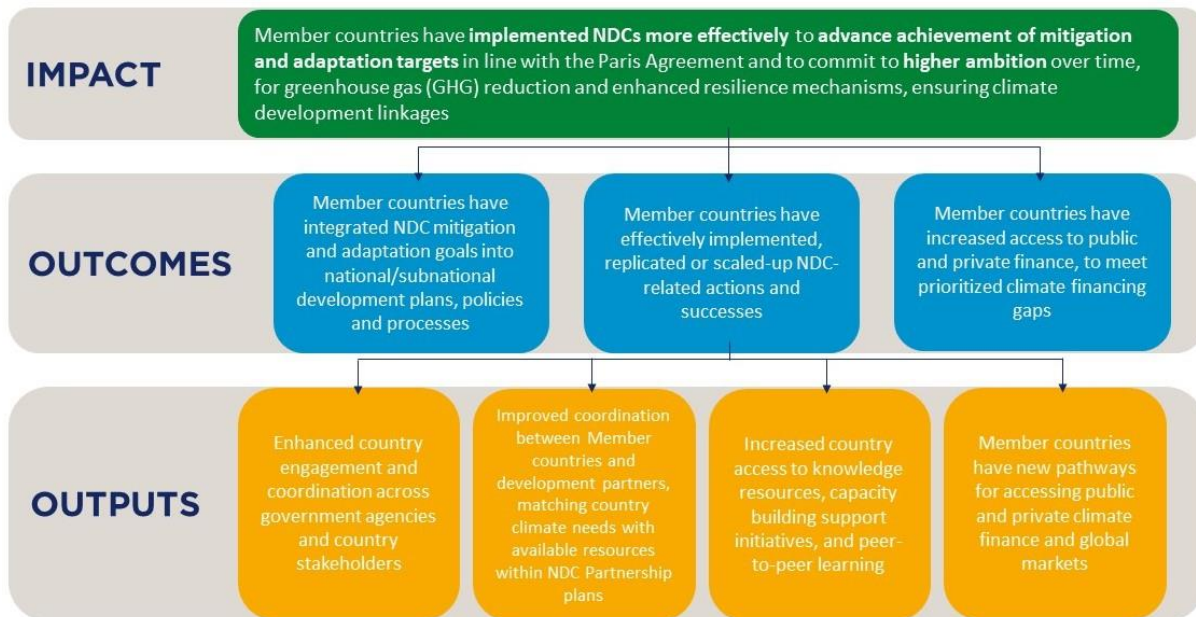 IMPACT
Member countries have implemented NDCs more effectively to advance achievement of mitigation
and adaptation targets in line with the Paris Agreement and to commit to higher ambition over time,
for greenhouse gas (GHG) reduction and enhanced resilience mechanisms, ensuring climate
development linkages
OUTCOMES
Member countries have
integrated NDC mitigation
and adaptation goals into
national/subnational
development plans, policies
and processes
Member countries have
effectively implemented,
replicated or scaled-up NDC-
related actions and
successes
Member countries have
increased access to public
and private finance, to meet
prioritized climate financing
gaps
OUTPUTS
Enhanced country
engagement and
coordination across
government agencies
and country
stakeholders
Improved coordination
between Member
countries and
development partners,
matching country
climate needs with
available resources
within NDC Partnership
plans
Increased country
access to knowledge
resources, capacity
building support
initiatives, and peer-
to-peer learning
Member countries
have new pathways
for accessing public
and private climate
finance and global
markets